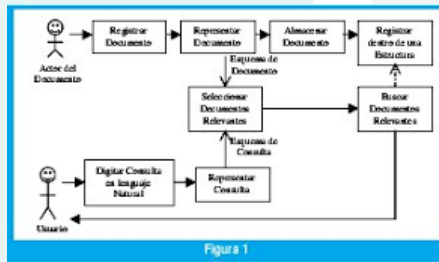 Registrar
Documento
Representar
Documento
Almacenar
Documento
Registrar
dentro de una
Estructura
Actor del
Documento
Esquema de
Documento
Seleccionar
Documentos
Relevantes
Buscar
Documentos
Relevantes
Esquema de
Consulta
Digitar Consulta
en lenguaje
Natural
Representar
Consulta
Usuario
Figura 1